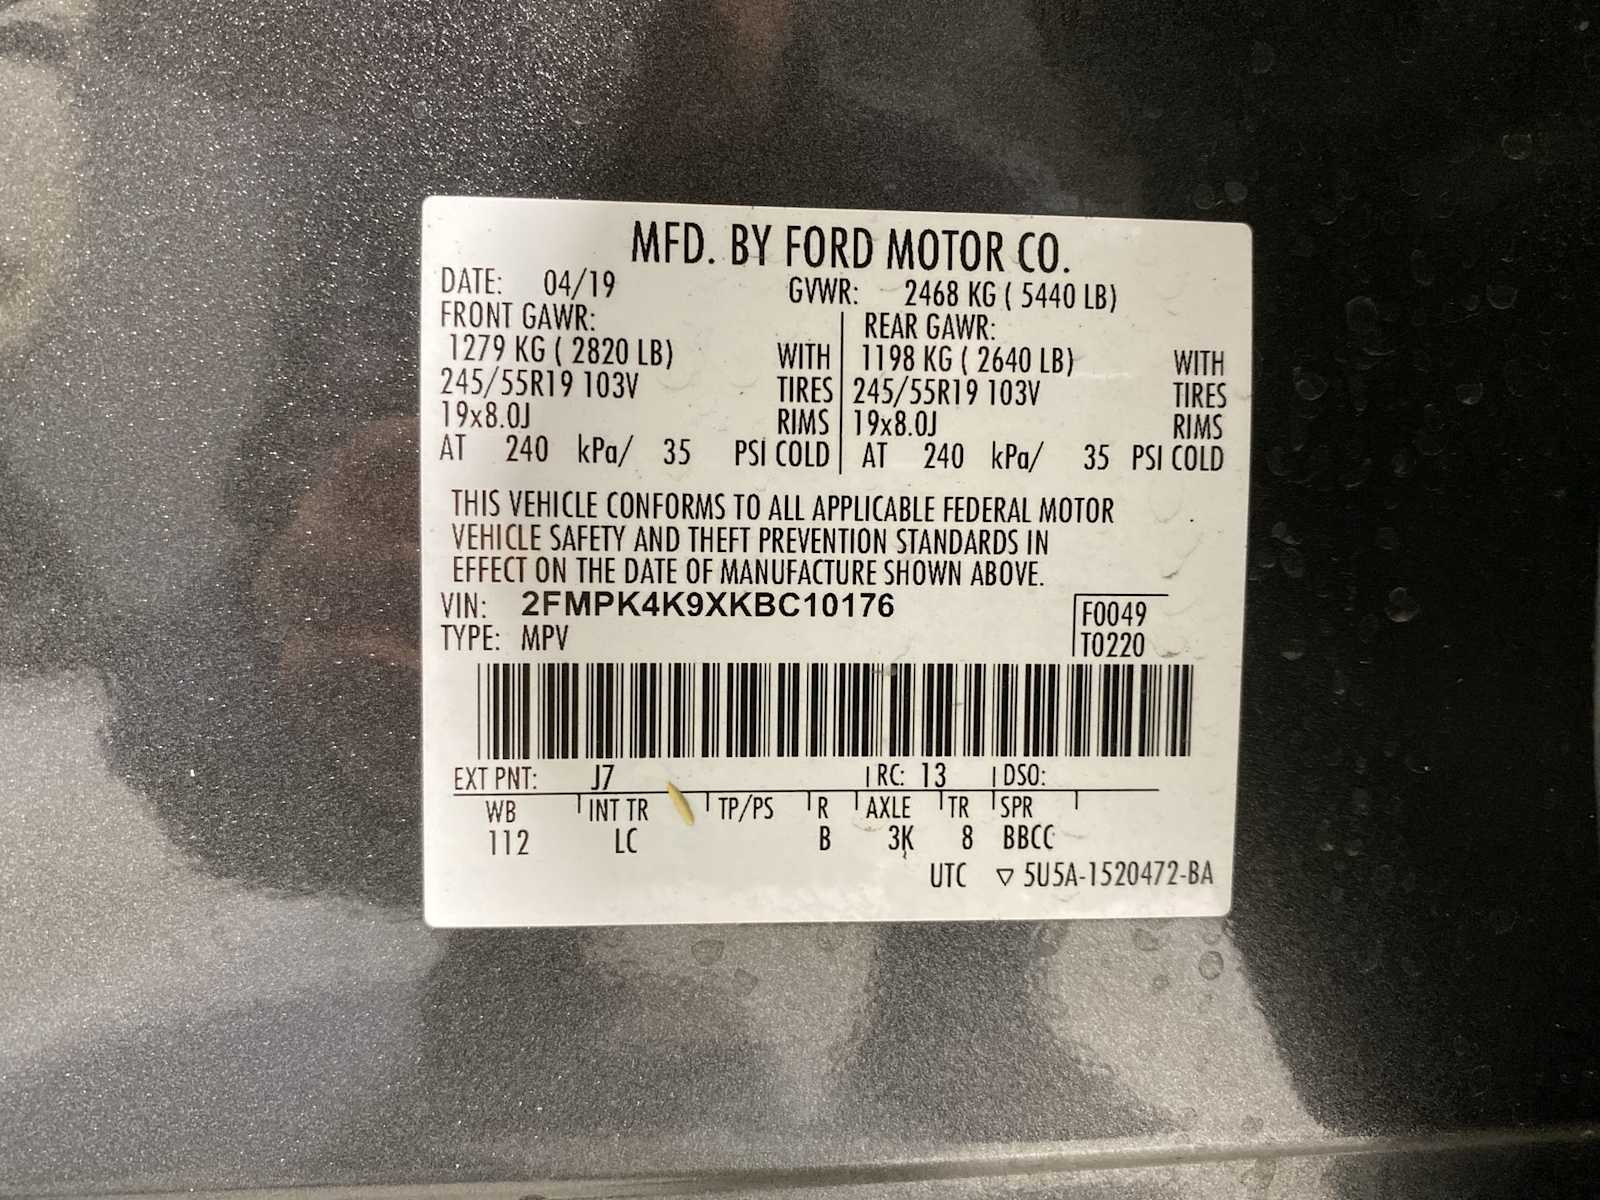 MFD. BY FORD MOTOR CO.
DATE: 04/19 GVWR: 2468 KG ( 5440 LB)
FRONT GAWR: REAR GAWR:
1279 KG ( 2820 LB) WITH 1198 KG ( 2640 LB) WITH
245/55R19 103V TIRES 245/55R19 103V TIRES
19x8.0J RIMS 19x8.0J RIMS
AT 240 kPa/ 35 PSI COLD AT 240 kPa/ 35 PSI COLD
THIS VEHICLE CONFORMS TO ALL APPLICABLE FEDERAL MOTOR
VEHICLE SAFETY AND THEFT PREVENTION STANDARDS IN
EFFECT ON THE DATE OF MANUFACTURE SHOWN ABOVE.
VIN: 2FMPK4K9XKBC10176 F0049
TYPE: MPV T0220
EXT PNT: J7 RC: 13 DSO:
WB INT TR TP/PS R AXLE TR SPR
112 LC B 3K 8 BBCC
UTC ▽ 5U5A-1520472-BA